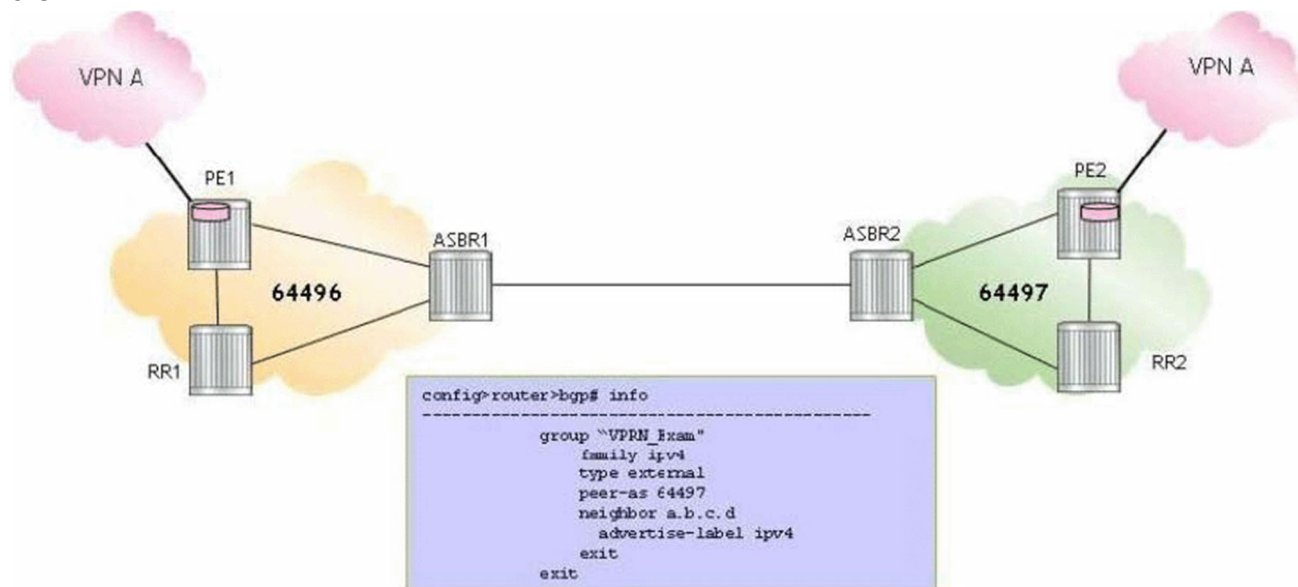 VPN A
VPN A
PE1
PE2
ASBR1
ASBR2
64496
64497
RR1
RR2
config>router>bgp# info
-----------------------------------------------
group "VPRN_Exam"
family ipv4
type external
peer-as 64497
neighbor a.b.c.d
advertise-label ipv4
exit
exit